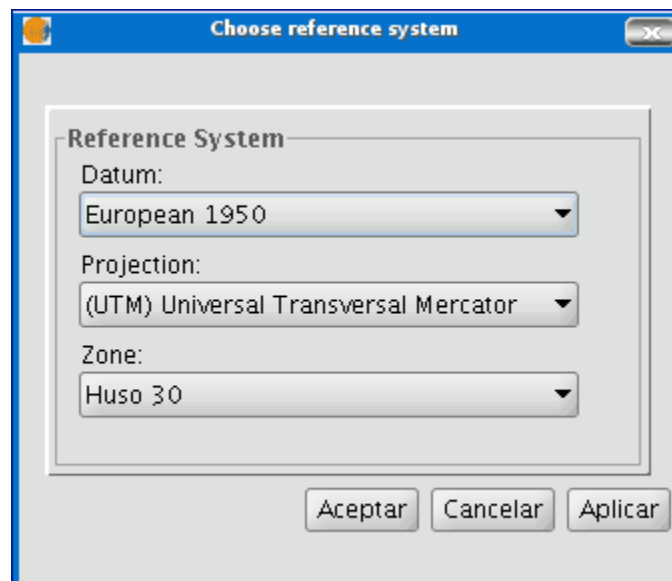 Choose reference system
Reference System
Datum:
European 1950
Projection:
(UTM) Universal Transversal Mercator
Zone:
Huso 30
Aceptar Cancelar Aplicar